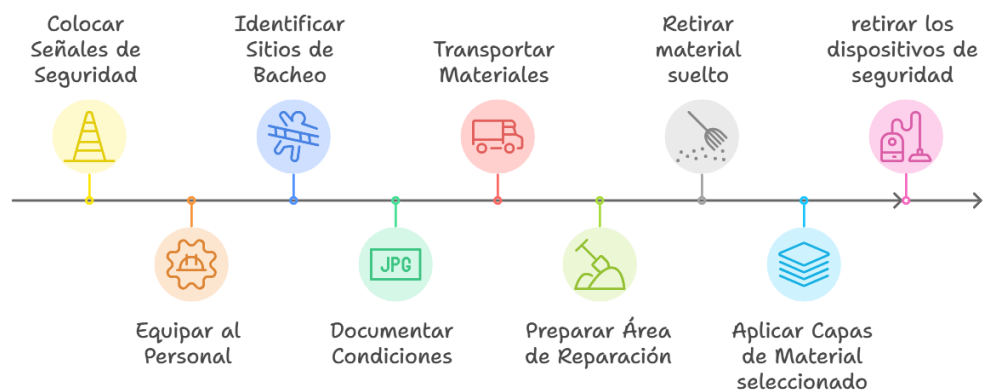 Colocar
Señales de
Seguridad
Equipar al
Personal
Identificar
Sitios de
Bacheo
JPG
Documentar
Condiciones
Transportar
Materiales
Preparar Área
de Reparación
Retirar
material
suelto
Aplicar Capas
de Material
seleccionado
retirar los
dispositivos de
seguridad